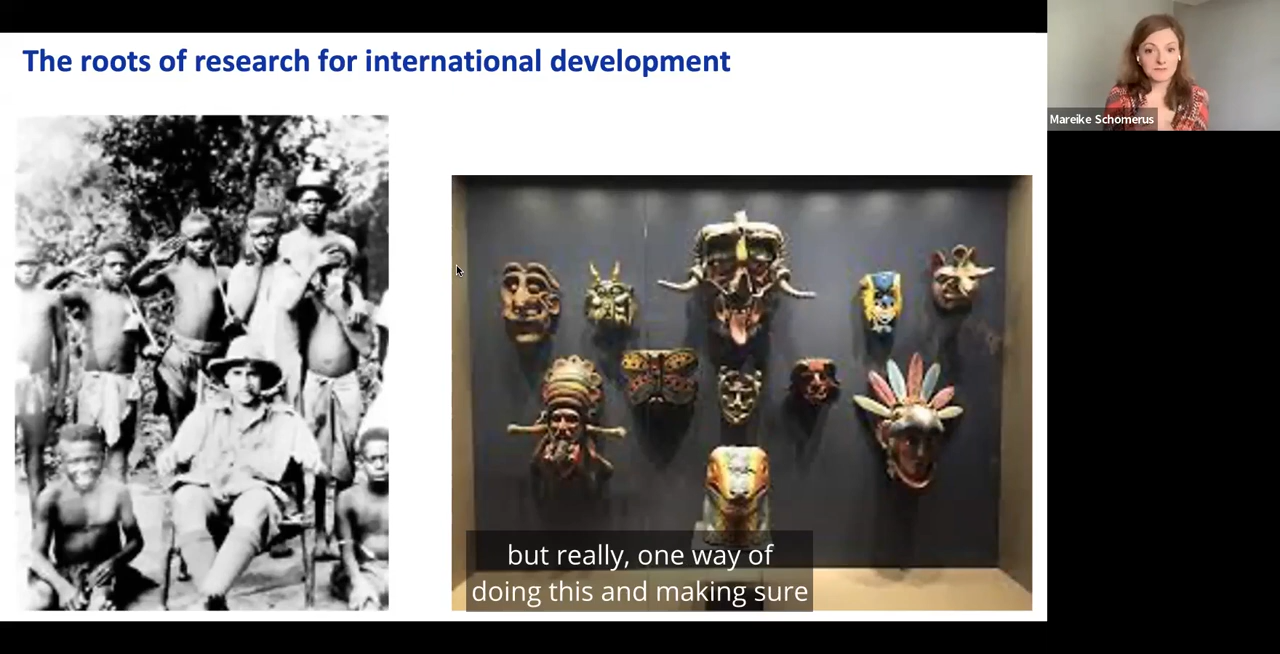 The roots of research for international development
Mareike Schomerus
but really, one way of
doing this and making sure